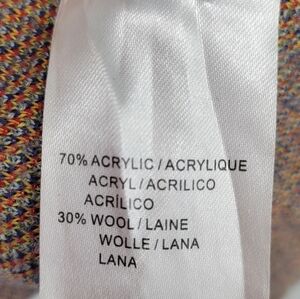 70% ACRYLIC / ACRYLIQUE
ACRYL / ACRILICO
ACRÍLICO
30% WOOL / LAINE
WOLLE / LANA
LANA